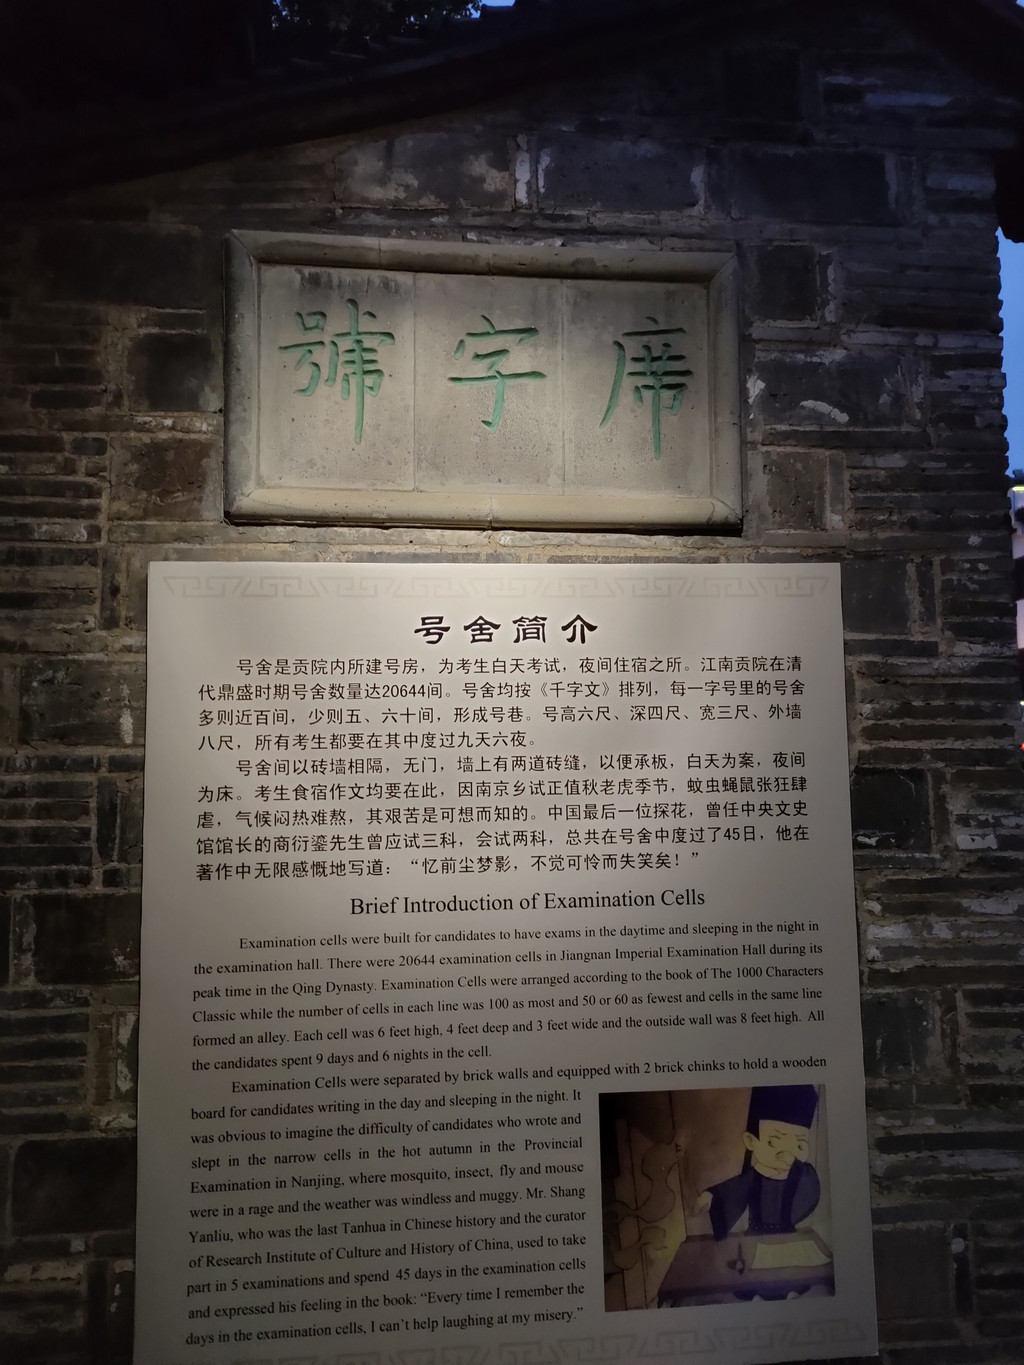 號字席
号舍简介
号舍是贡院内所建号房，为考生白天考试，夜间住宿之所。江南贡院在清
代鼎盛时期号舍数量达20644间。号舍均按《千字文》排列，每一字号里的号舍
多则近百间，少则五、六十间，形成号巷。号高六尺、深四尺、宽三尺、外墙
八尺，所有考生都要在其中度过九天六夜。
号舍间以砖墙相隔，无门，墙上有两道砖缝，以便承板，白天为案，夜间
为床。考生食宿作文均要在此，因南京乡试正值秋老虎季节，蚊虫蝇鼠张狂肆
虐，气候闷热难熬，其艰苦是可想而知的。中国最后一位探花，曾任中央文史
馆馆长的商衍鎏先生曾应试三科，会试两科，总共在号舍中度过了45日，他在
著作中无限感慨地写道：“忆前尘梦影，不觉可怜而失笑矣！”
Brief Introduction of Examination Cells
Examination cells were built for candidates to have exams in the daytime and sleeping in the night in
the examination hall. There were 20644 examination cells in Jiangnan Imperial Examination Hall during its
peak time in the Qing Dynasty. Examination Cells were arranged according to the book of The 1000 Characters
Classic while the number of cells in each line was 100 as most and 50 or 60 as fewest and cells in the same line
formed an alley. Each cell was 6 feet high, 4 feet deep and 3 feet wide and the outside wall was 8 feet high. All
the candidates spent 9 days and 6 nights in the cell.
Examination Cells were separated by brick walls and equipped with 2 brick chinks to hold a wooden
board for candidates writing in the day and sleeping in the night. It
was obvious to imagine the difficulty of candidates who wrote and
slept in the narrow cells in the hot autumn in the Provincial
Examination in Nanjing, where mosquito, insect, fly and mouse
were in a rage and the weather was windless and muggy. Mr. Shang
Yanliu, who was the last Tanhua in Chinese history and the curator
of Research Institute of Culture and History of China, used to take
part in 5 examinations and spend 45 days in the examination cells
and expressed his feeling in the book: “Every time I remember the
days in the examination cells, I can’t help laughing at my misery.”